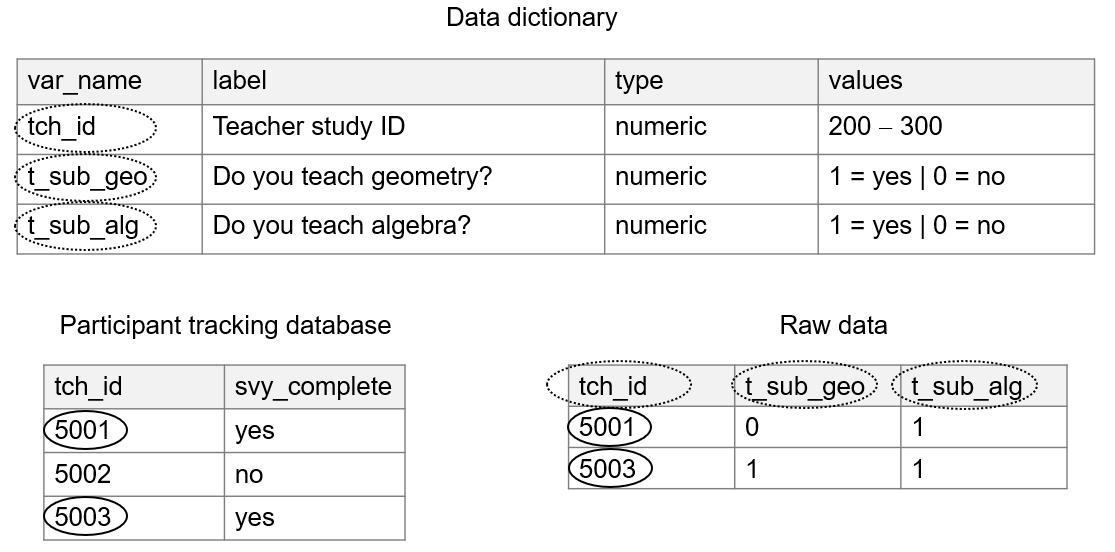 Data dictionary
var_name label type values
tch_id Teacher study ID numeric 200 – 300
t_sub_geo Do you teach geometry? numeric 1 = yes | 0 = no
t_sub_alg Do you teach algebra? numeric 1 = yes | 0 = no
Participant tracking database
tch_id svy_complete
5001 yes
5002 no
5003 yes
Raw data
tch_id t_sub_geo t_sub_alg
5001 0 1
5003 1 1